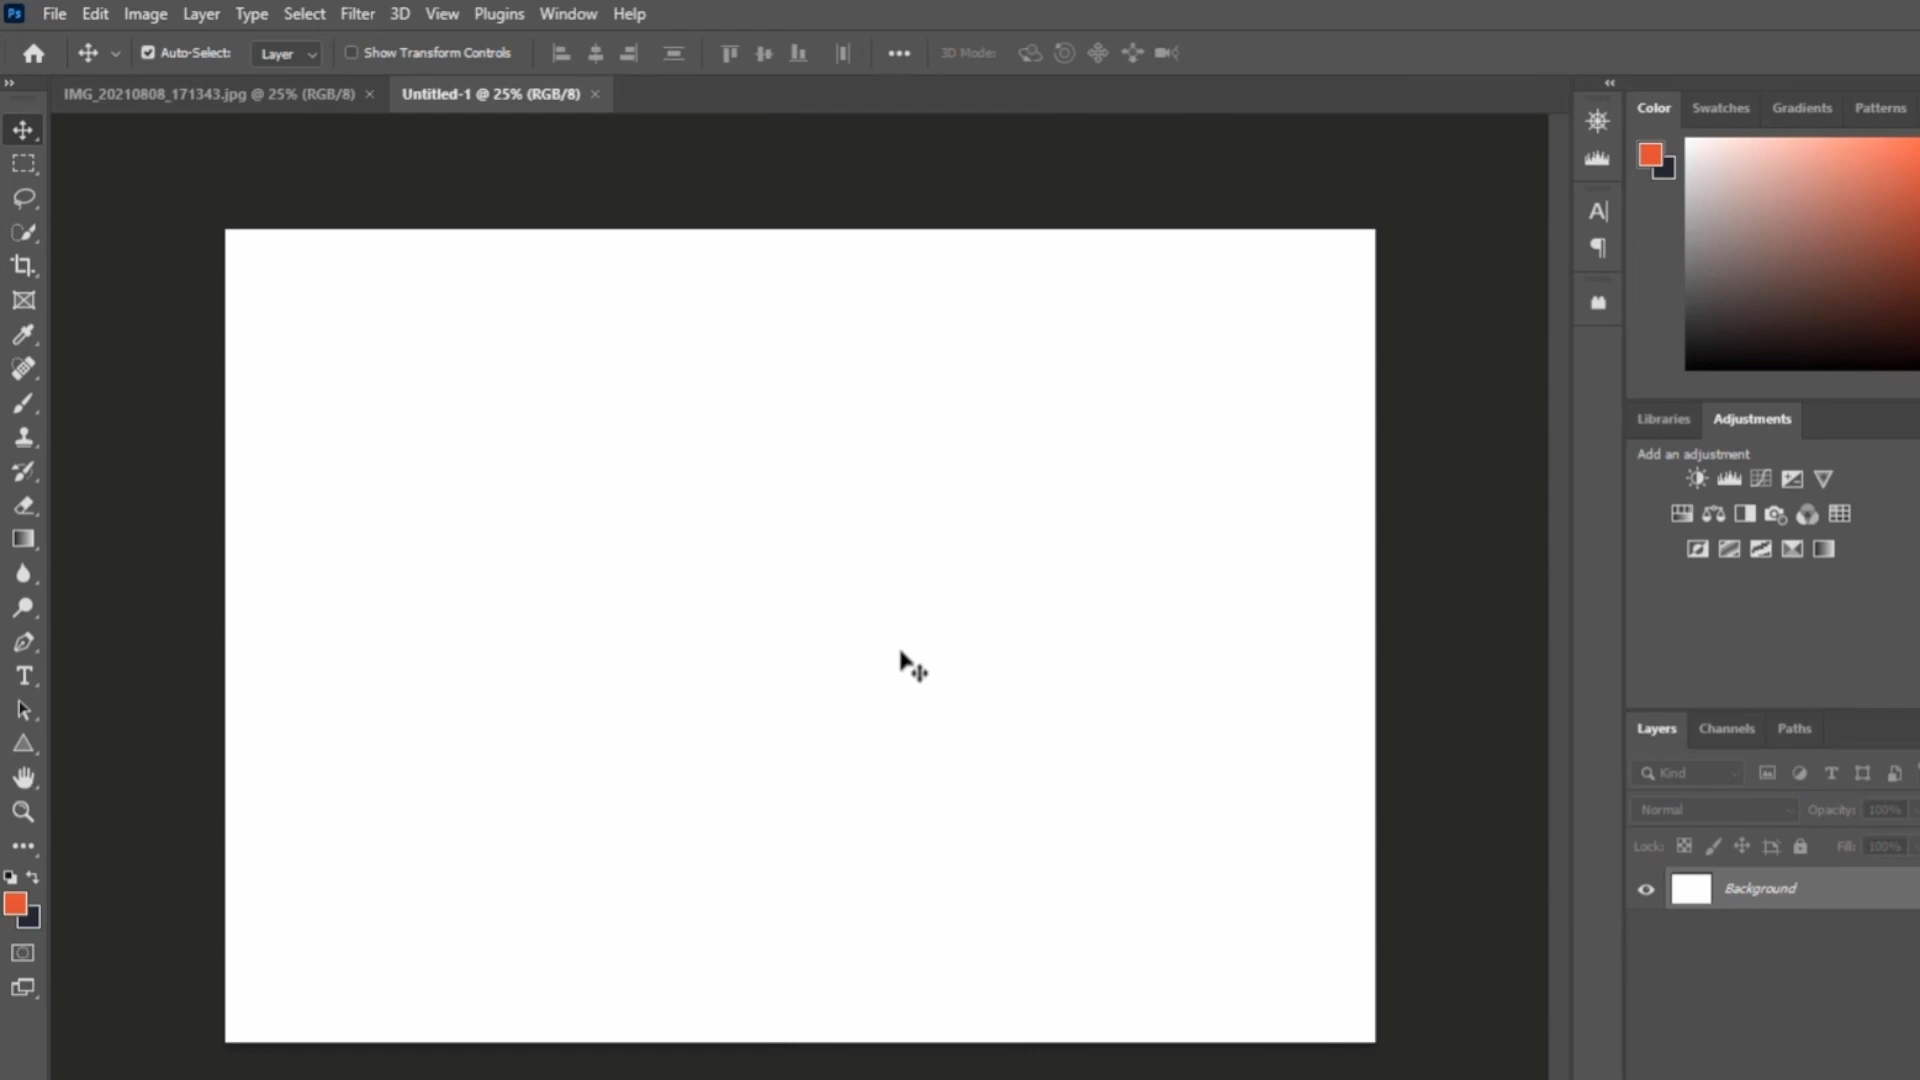 Ps File Edit Image Layer Type Select Filter 3D View Plugins Window Help
Auto-Select: Layer Show Transform Controls 3D Mode:
IMG_20210808_171343.jpg @ 25% (RGB/8) × Untitled-1 @ 25% (RGB/8) ×
Color Swatches Gradients Patterns
Libraries Adjustments
Add an adjustment
Layers Channels Paths
Kind
Normal Opacity: 100%
Lock: Fill: 100%
Background